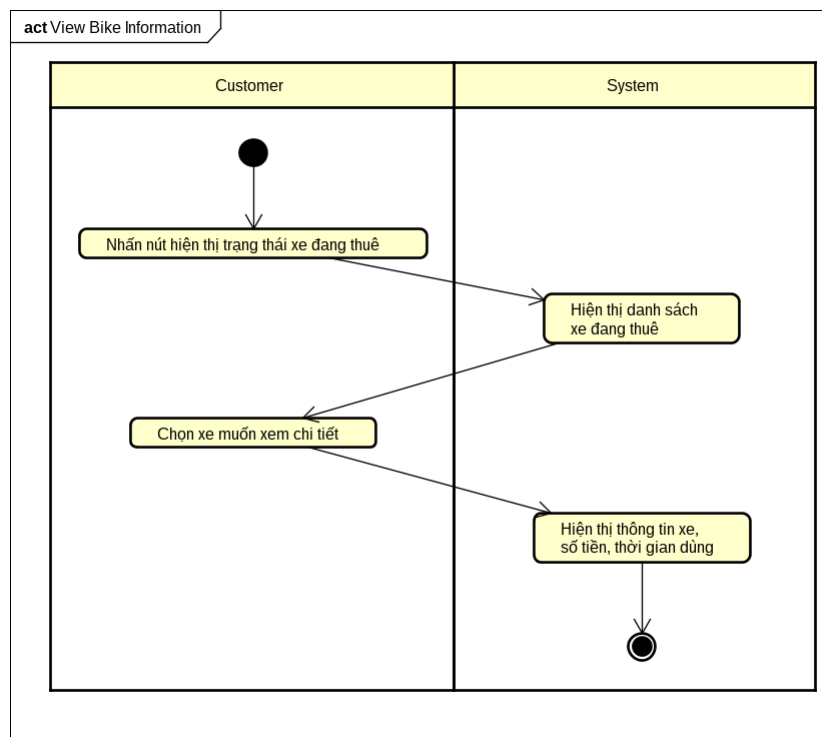 act View Bike Information
Customer
System
Nhấn nút hiện thị trạng thái xe đang thuê
Hiện thị danh sách
xe đang thuê
Chọn xe muốn xem chi tiết
Hiện thị thông tin xe,
số tiền, thời gian dùng